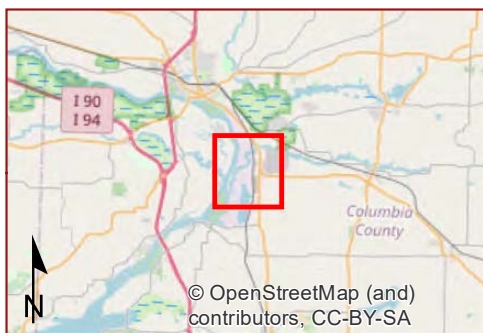 I 90
I 94
Columbia
County
N
© OpenStreetMap (and)
contributors, CC-BY-SA